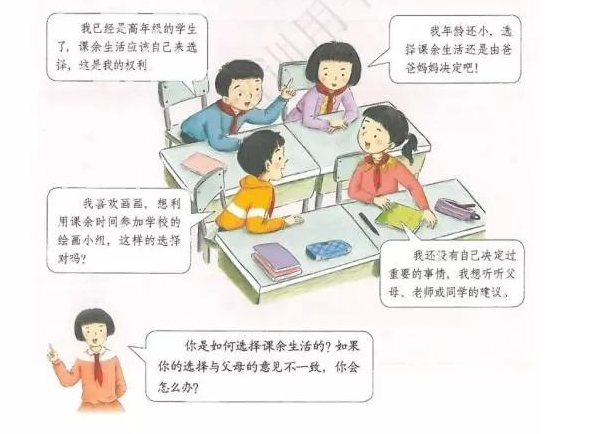 我已经是高年级的学生
了，课余生活应该自己来选
择，这是我的权利。
我年龄还小，选
择课余生活还是由爸
爸妈妈决定吧！
我喜欢画画，想利
用课余时间参加学校的
绘画小组，这样的选择
对吗？
我还没有自己决定过
重要的事情，我想听听父
母、老师或同学的建议。
你是如何选择课余生活的？如果
你的选择与父母的意见不一致，你会
怎么办？